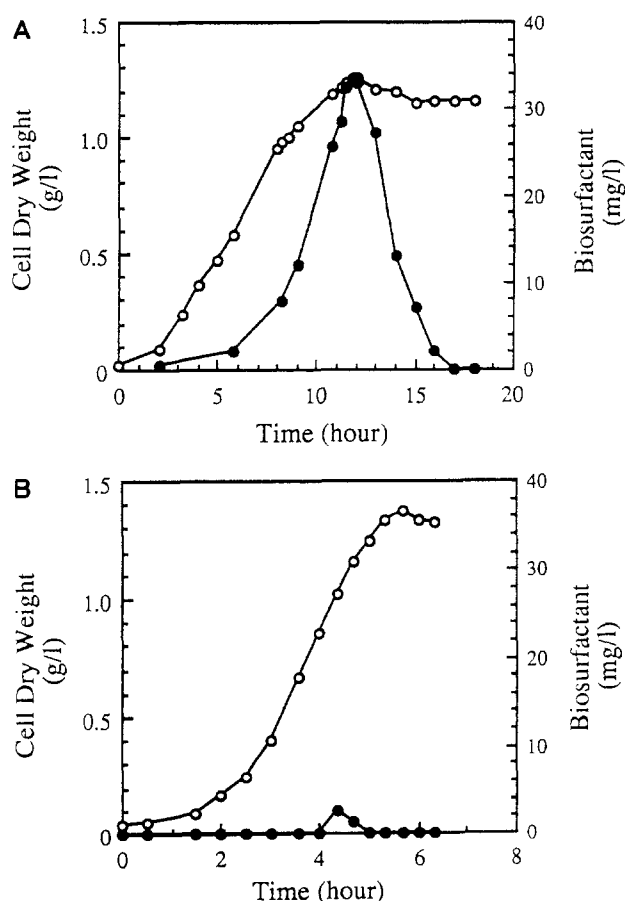 A
1.5
1.0
0.5
0
Cell Dry Weight
(g/l)
40
30
20
10
0
Biosurfactant
(mg/l)
0 5 10 15 20
Time (hour)
B
1.5
1.0
0.5
0
Cell Dry Weight
(g/l)
40
30
20
10
0
Biosurfactant
(mg/l)
0 2 4 6 8
Time (hour)